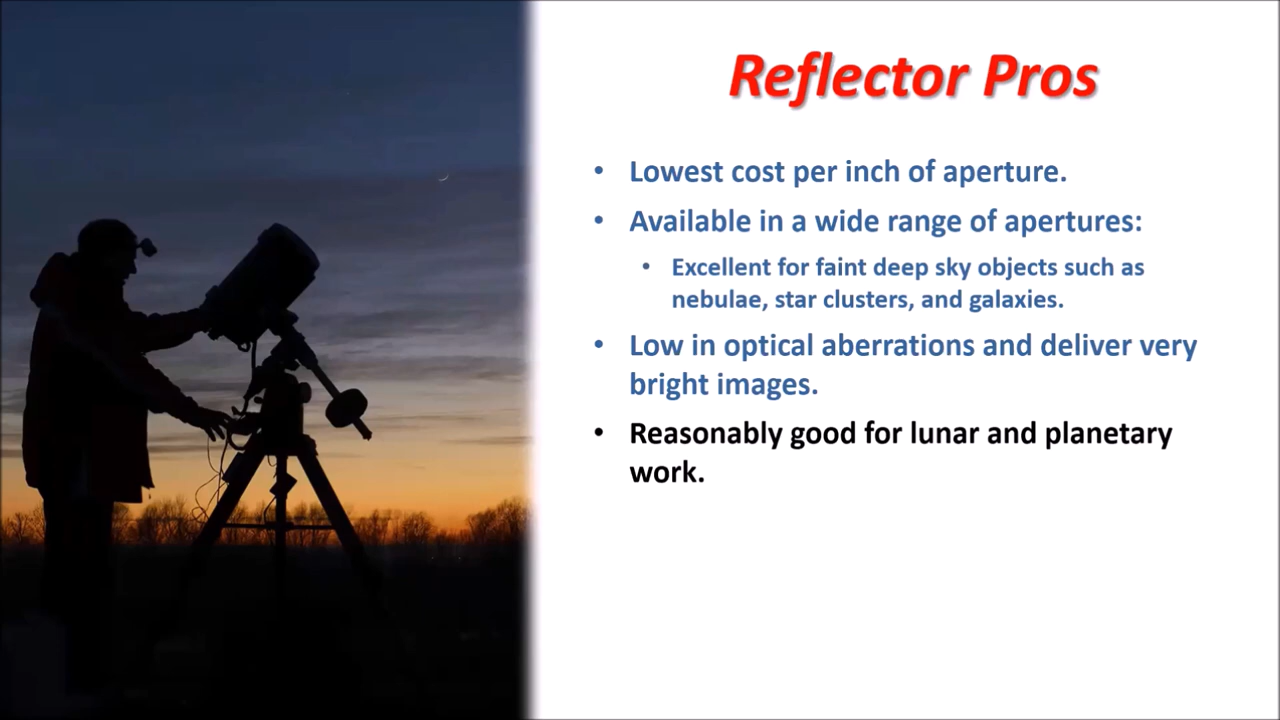 Reflector Pros
• Lowest cost per inch of aperture.
• Available in a wide range of apertures:
• Excellent for faint deep sky objects such as
nebulae, star clusters, and galaxies.
• Low in optical aberrations and deliver very
bright images.
• Reasonably good for lunar and planetary
work.